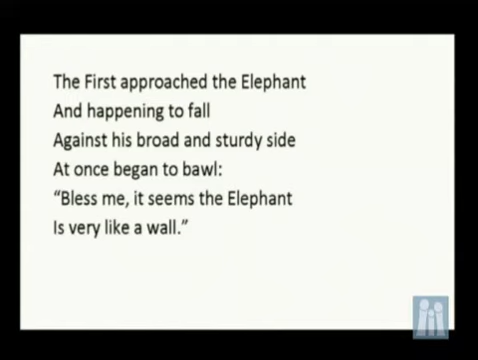 The First approached the Elephant
And happening to fall
Against his broad and sturdy side
At once began to bawl:
“Bless me, it seems the Elephant
Is very like a wall.”